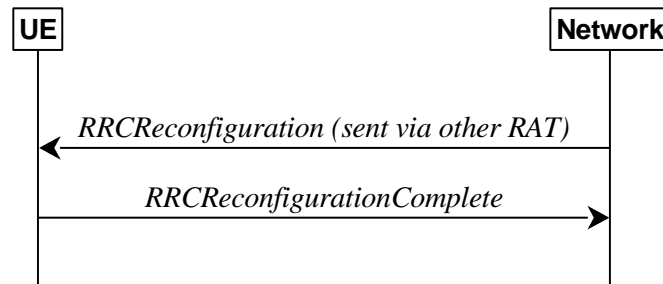 UE
Network
RRCReconfiguration (sent via other RAT)
RRCReconfigurationComplete